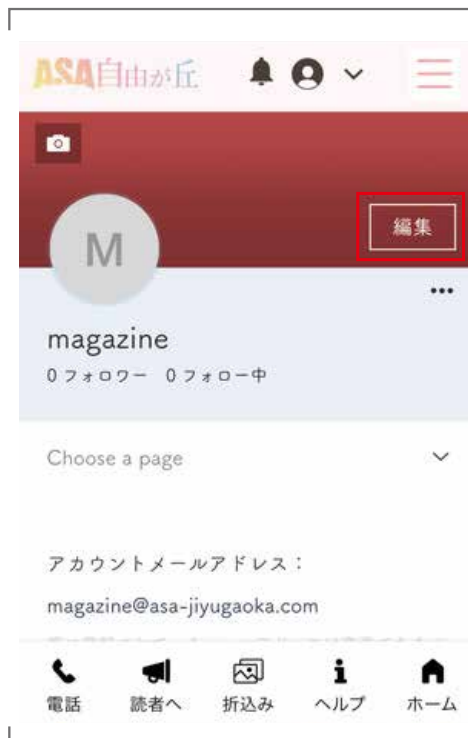 ASA自由が丘
編集
M
magazine
0フォロワー 0フォロー中
Choose a page
アカウントメールアドレス：
magazine@asa-jiyugaoka.com
電話 読者へ 折込み ヘルプ ホーム